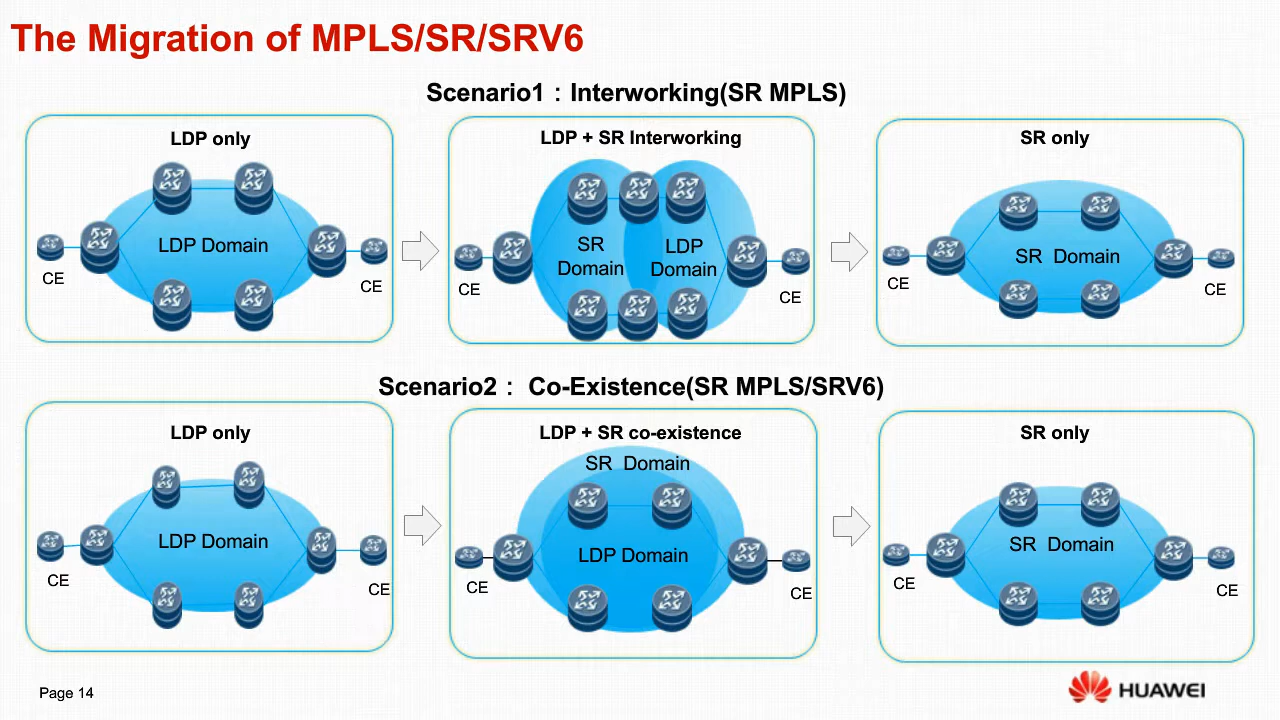 The Migration of MPLS/SR/SRV6
Scenario1：Interworking(SR MPLS)
LDP only
LDP Domain
CE
CE
LDP + SR Interworking
SR
Domain
LDP
Domain
CE
CE
SR only
SR Domain
CE
CE
Scenario2： Co-Existence(SR MPLS/SRV6)
LDP only
LDP Domain
CE
CE
LDP + SR co-existence
SR Domain
LDP Domain
CE
CE
SR only
SR Domain
CE
CE
Page 14
HUAWEI